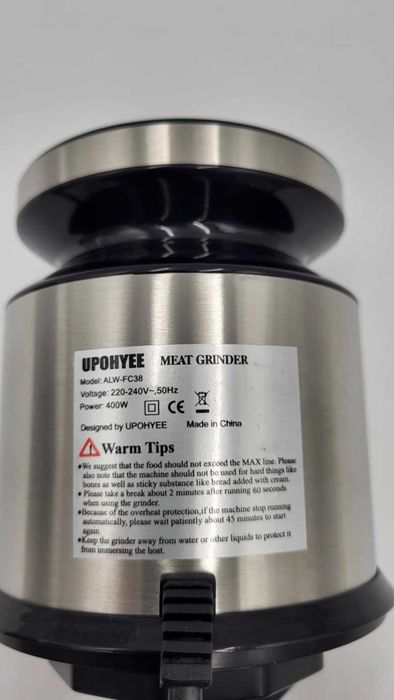 UPOHYEE MEAT GRINDER
Model: ALW-FC38
Voltage: 220-240V~,50Hz
Power: 400W CE
Designed by UPOHYEE Made in China
Warm Tips
•We suggest that the food should not exceed the MAX line. Please
also note that the machine should not be used for hard things like
bones as well as sticky substance like bread added with cream.
• Please take a break about 2 minutes after running 60 seconds
when using the grinder.
•Because of the overheat protection,if the machine stop running
automatically, please wait patiently about 45 minutes to start
again.
•Keep the grinder away from water or other liquids to protect it
from immersing the host.